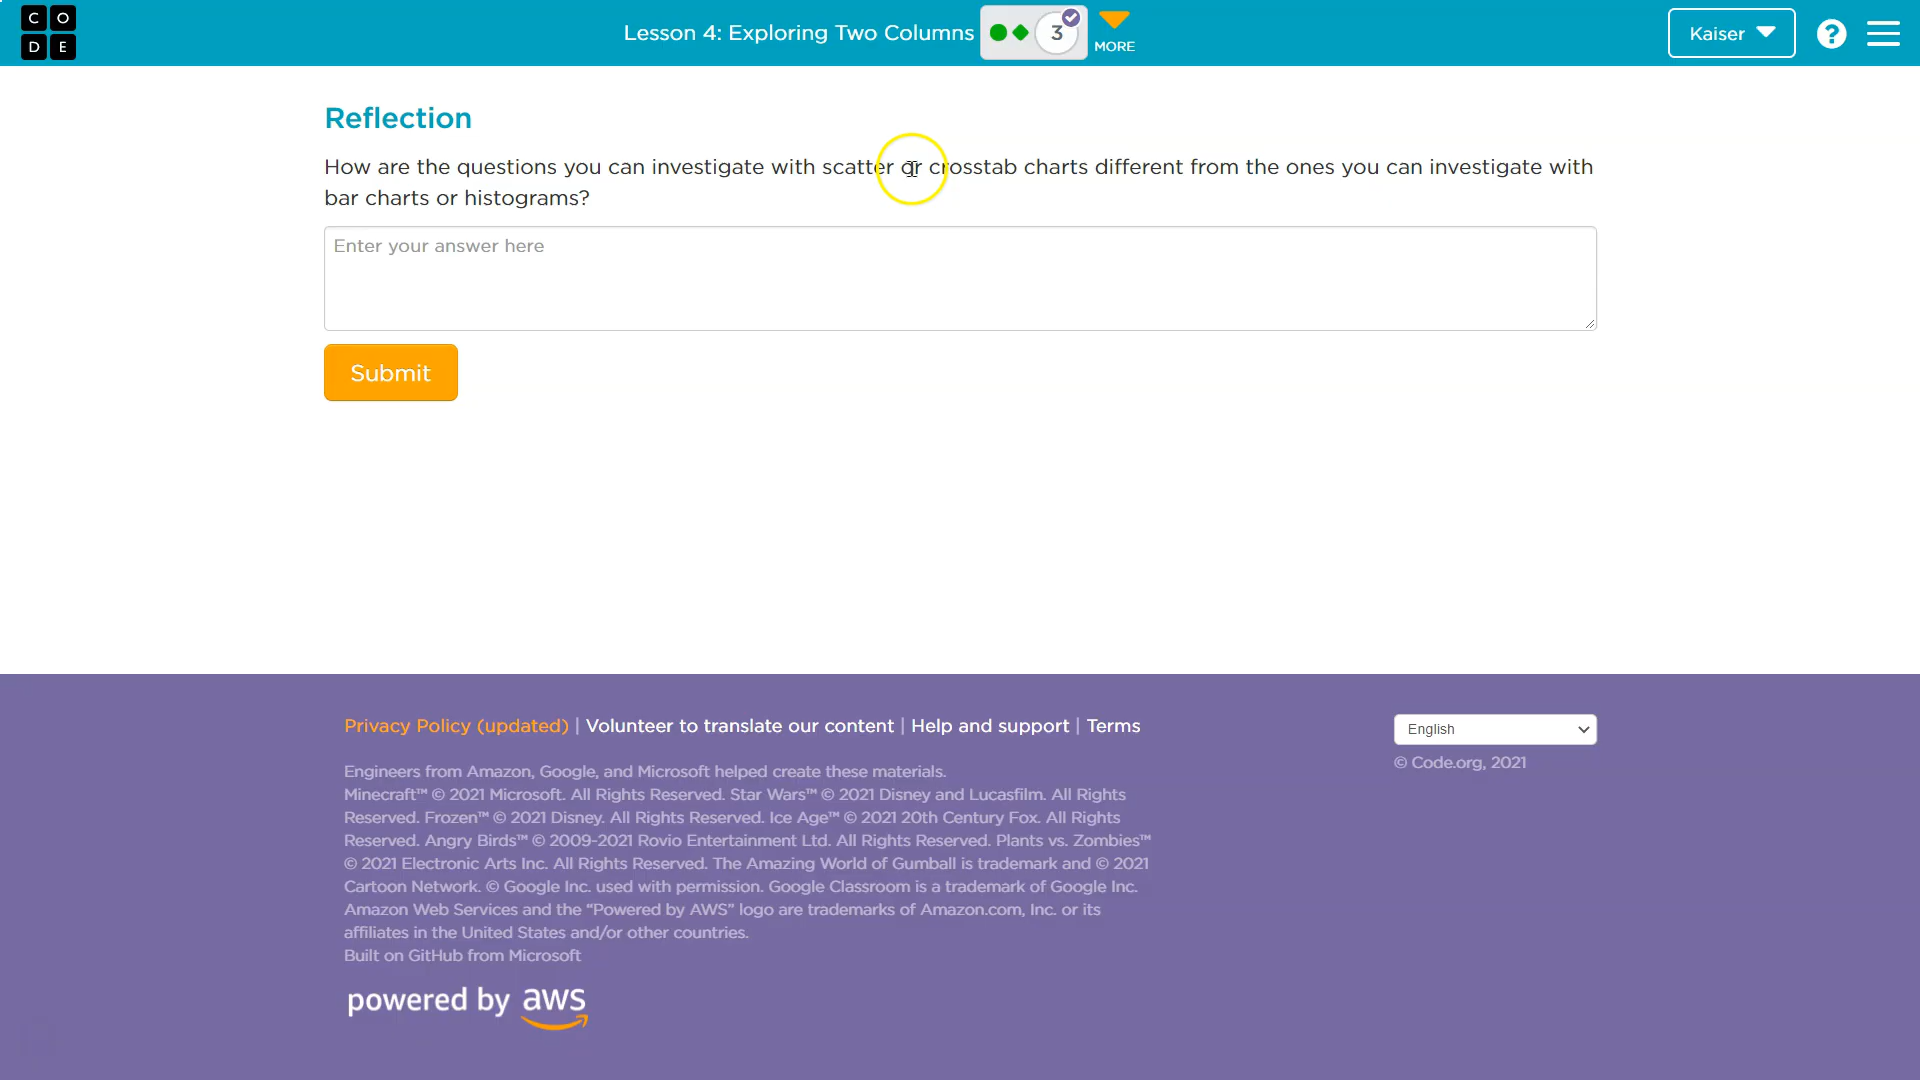 C O
D E
Lesson 4: Exploring Two Columns
3
MORE
Kaiser
?
Reflection
How are the questions you can investigate with scatter or crosstab charts different from the ones you can investigate with
bar charts or histograms?
Enter your answer here
Submit
Privacy Policy (updated) | Volunteer to translate our content | Help and support | Terms
English
© Code.org, 2021
Engineers from Amazon, Google, and Microsoft helped create these materials.
Minecraft™ © 2021 Microsoft. All Rights Reserved. Star Wars™ © 2021 Disney and Lucasfilm. All Rights
Reserved. Frozen™ © 2021 Disney. All Rights Reserved. Ice Age™ © 2021 20th Century Fox. All Rights
Reserved. Angry Birds™ © 2009-2021 Rovio Entertainment Ltd. All Rights Reserved. Plants vs. Zombies™
© 2021 Electronic Arts Inc. All Rights Reserved. The Amazing World of Gumball is trademark and © 2021
Cartoon Network. © Google Inc. used with permission. Google Classroom is a trademark of Google Inc.
Amazon Web Services and the “Powered by AWS” logo are trademarks of Amazon.com, Inc. or its
affiliates in the United States and/or other countries.
Built on GitHub from Microsoft
powered by aws